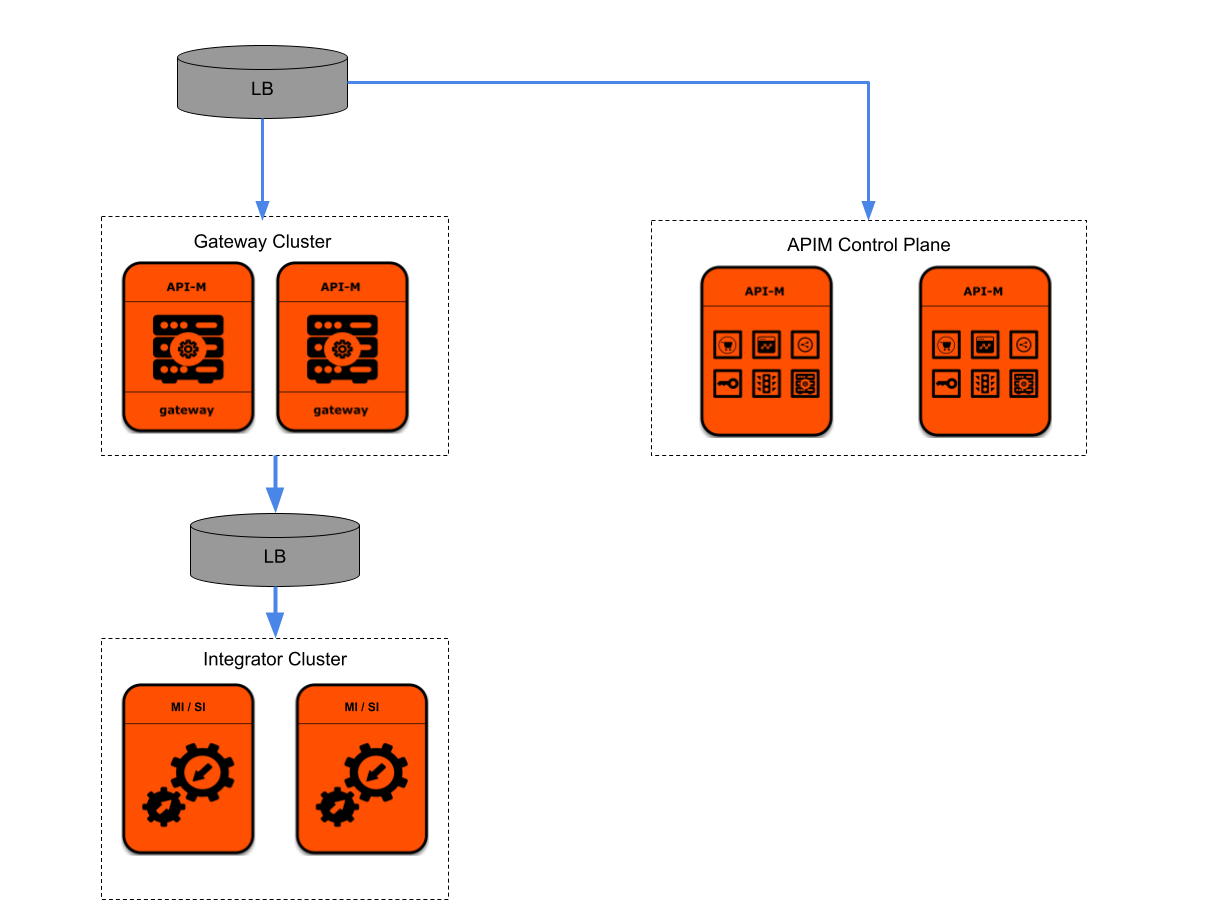 LB
Gateway Cluster
API-M
gateway
API-M
gateway
APIM Control Plane
API-M
API-M
LB
Integrator Cluster
MI / SI
MI / SI